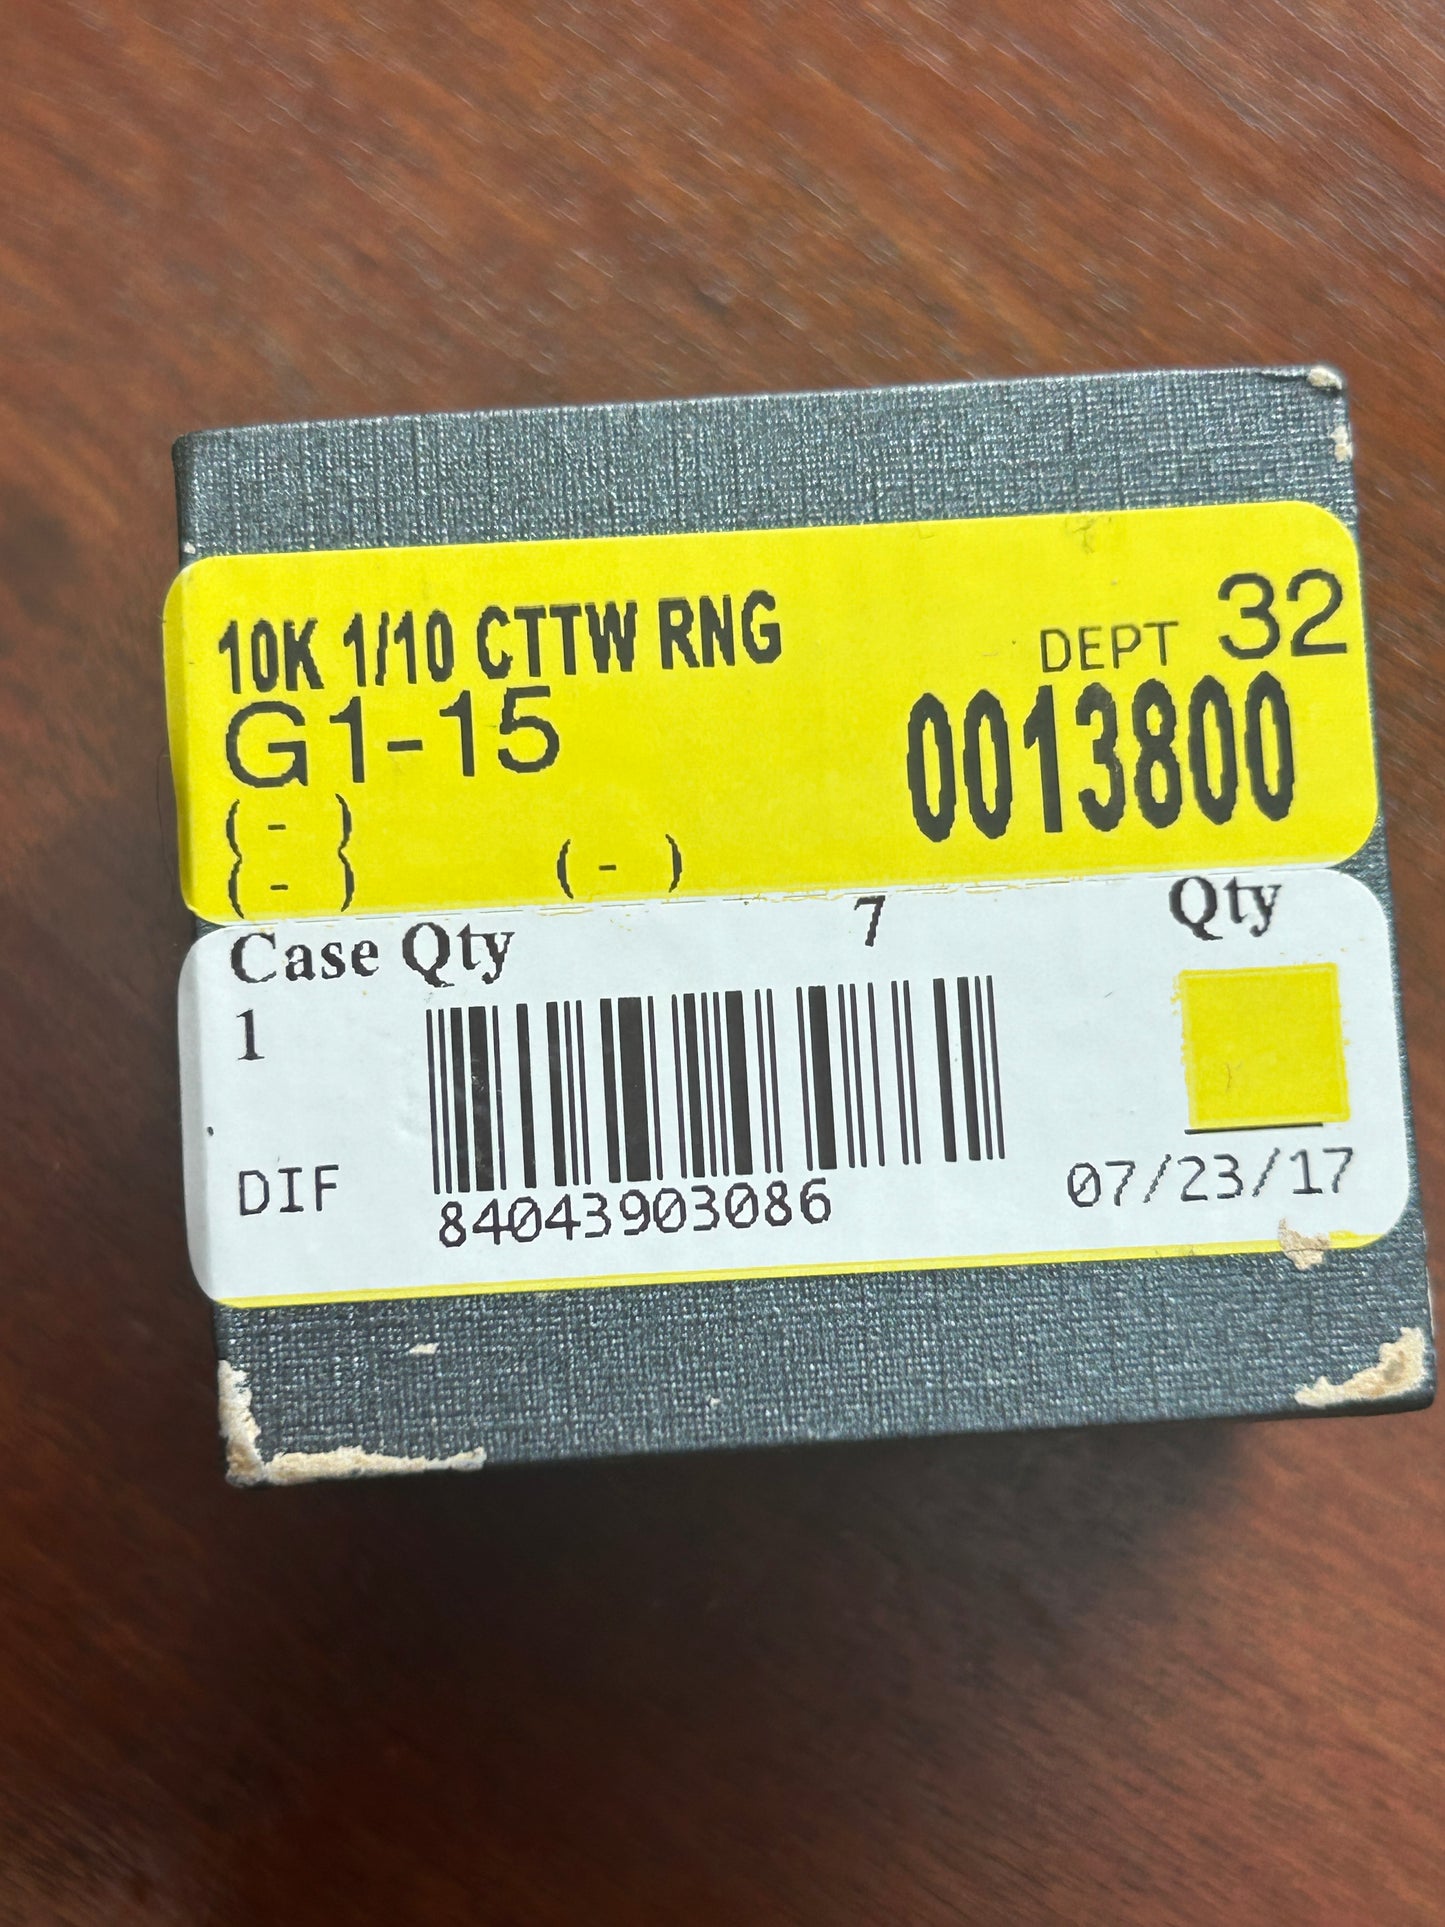 10K 1/10 CTTW RNG
DEPT 32
G1-15
0013800
( - )
( - ) ( - )
Case Qty 7 Qty
1
DIF
84043903086
07/23/17